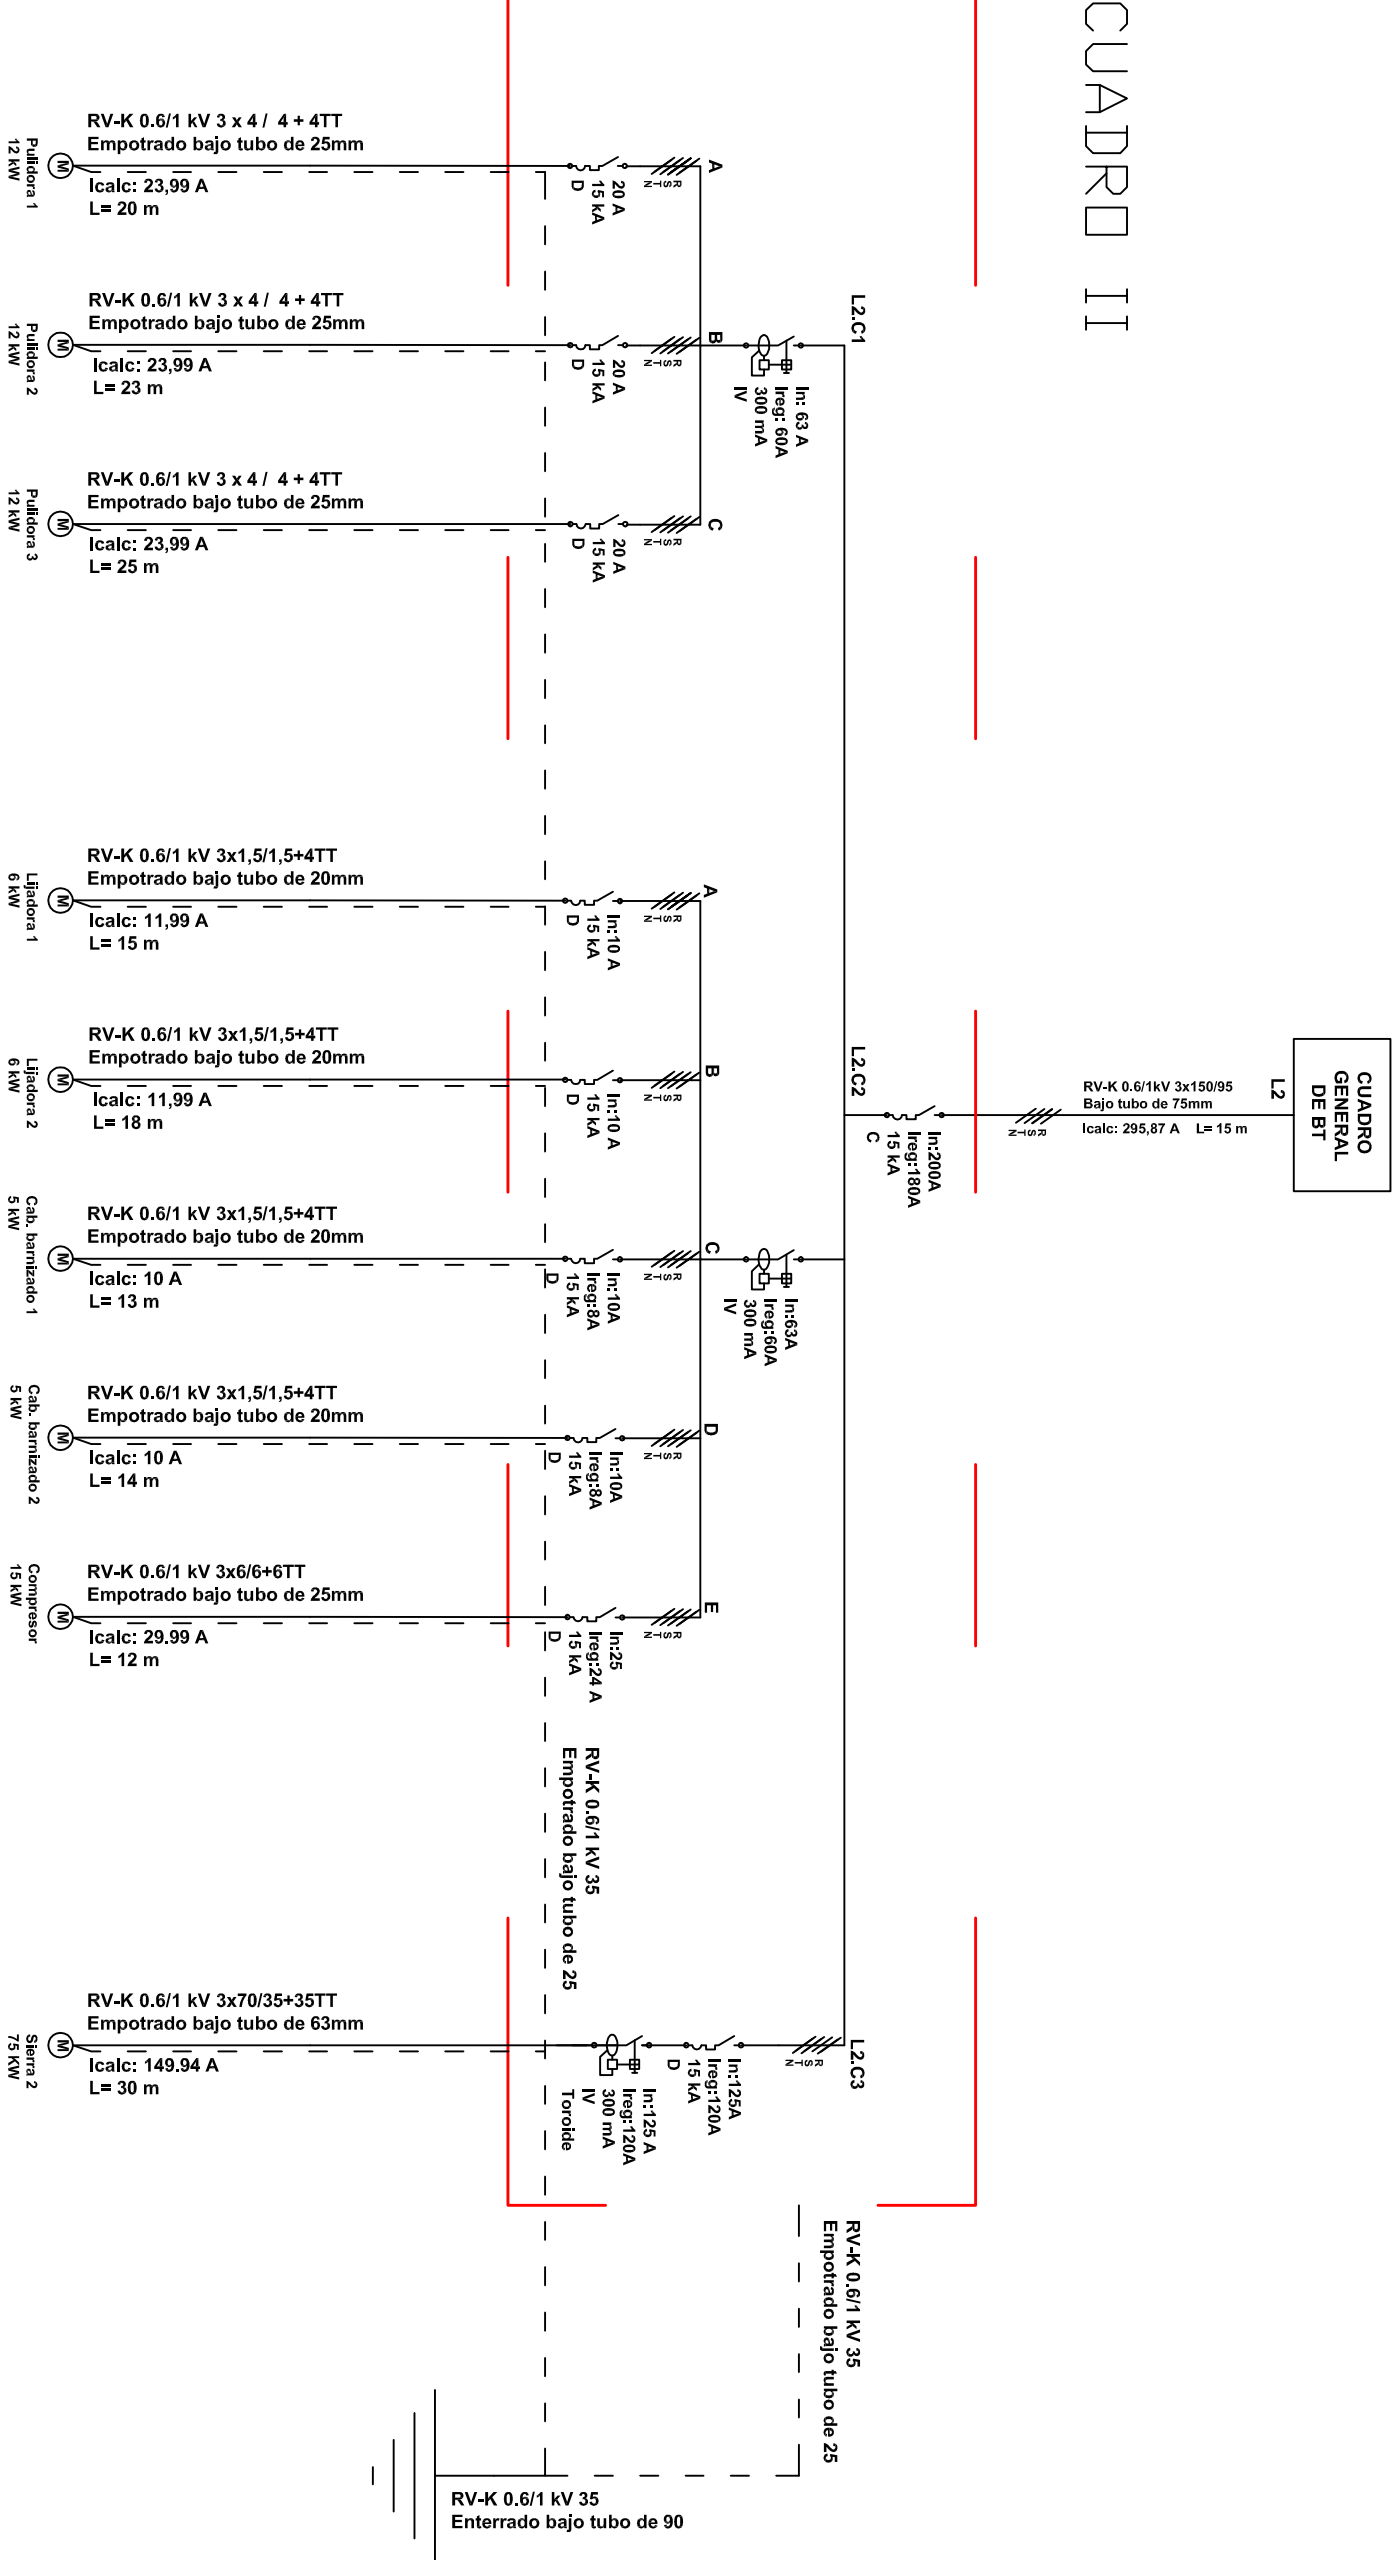 CUADRO II
CUADRO
GENERAL
DE BT
L2
RV-K 0.6/1kV 3x150/95
Bajo tubo de 75mm
Icalc: 295,87 A L= 15 m
R
S
T
N
In:200A
Ireg:180A
15 kA
C
L2.C1
In: 63 A
Ireg: 60A
300 mA
IV
A
R
S
T
N
20 A
15 kA
D
RV-K 0.6/1 kV 3 x 4 / 4 + 4TT
Empotrado bajo tubo de 25mm
Icalc: 23,99 A
L= 20 m
M
Pulidora 1
12 kW
B
R
S
T
N
20 A
15 kA
D
RV-K 0.6/1 kV 3 x 4 / 4 + 4TT
Empotrado bajo tubo de 25mm
Icalc: 23,99 A
L= 23 m
M
Pulidora 2
12 kW
C
R
S
T
N
20 A
15 kA
D
RV-K 0.6/1 kV 3 x 4 / 4 + 4TT
Empotrado bajo tubo de 25mm
Icalc: 23,99 A
L= 25 m
M
Pulidora 3
12 kW
L2.C2
In:63A
Ireg:60A
300 mA
IV
A
R
S
T
N
In:10 A
15 kA
D
RV-K 0.6/1 kV 3x1,5/1,5+4TT
Empotrado bajo tubo de 20mm
Icalc: 11,99 A
L= 15 m
M
Lijadora 1
6 kW
B
R
S
T
N
In:10 A
15 kA
D
RV-K 0.6/1 kV 3x1,5/1,5+4TT
Empotrado bajo tubo de 20mm
Icalc: 11,99 A
L= 18 m
M
Lijadora 2
6 kW
C
R
S
T
N
In:10A
Ireg:8A
15 kA
D
RV-K 0.6/1 kV 3x1,5/1,5+4TT
Empotrado bajo tubo de 20mm
Icalc: 10 A
L= 13 m
M
Cab. barnizado 1
5 kW
D
R
S
T
N
In:10A
Ireg:8A
15 kA
D
RV-K 0.6/1 kV 3x1,5/1,5+4TT
Empotrado bajo tubo de 20mm
Icalc: 10 A
L= 14 m
M
Cab. barnizado 2
5 kW
E
R
S
T
N
In:25
Ireg:24 A
15 kA
D
RV-K 0.6/1 kV 3x6/6+6TT
Empotrado bajo tubo de 25mm
Icalc: 29.99 A
L= 12 m
M
Compresor
15 kW
RV-K 0.6/1 kV 35
Empotrado bajo tubo de 25
L2.C3
R
S
T
N
In:125A
Ireg:120A
15 kA
D
In:125 A
Ireg:120A
300 mA
IV
Toroide
RV-K 0.6/1 kV 3x70/35+35TT
Empotrado bajo tubo de 63mm
Icalc: 149.94 A
L= 30 m
M
Sierra 2
75 KW
RV-K 0.6/1 kV 35
Empotrado bajo tubo de 25
RV-K 0.6/1 kV 35
Enterrado bajo tubo de 90